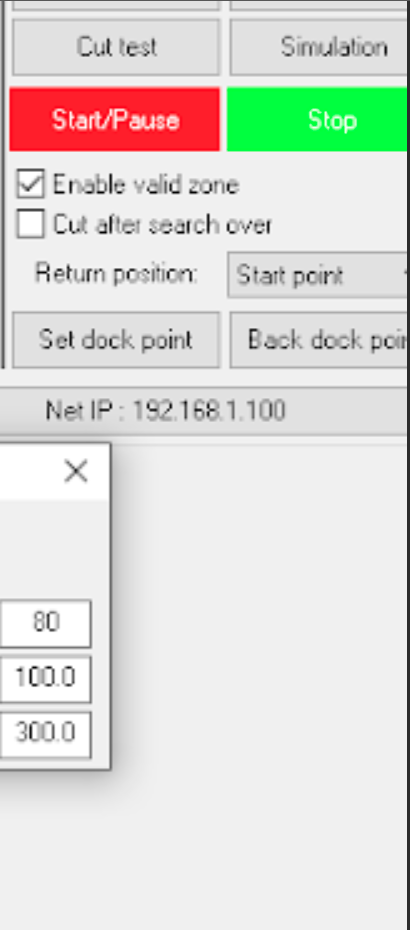 Cut test Simulation
Start/Pause Stop
Enable valid zone
Cut after search over
Return position: Start point
Set dock point Back dock poin
Net IP : 192.168.1.100
80
100.0
300.0